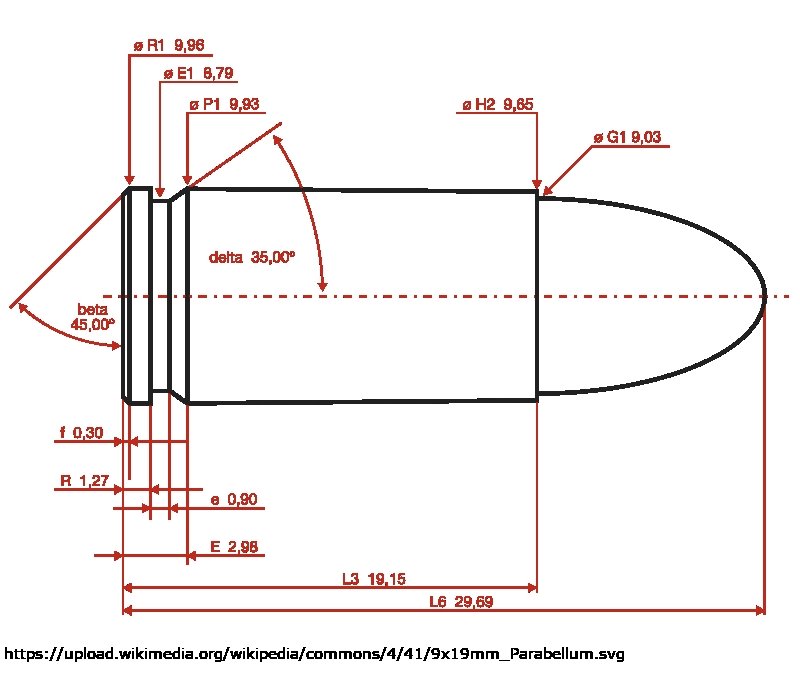 ø R1 9,96
ø E1 8,79
ø P1 9,93
ø H2 9,65
ø G1 9,03
delta 35,00º
beta
45,00º
f 0,30
R 1,27
e 0,90
E 2,98
L3 19,15
L6 29,69
https://upload.wikimedia.org/wikipedia/commons/4/41/9x19mm_Parabellum.svg